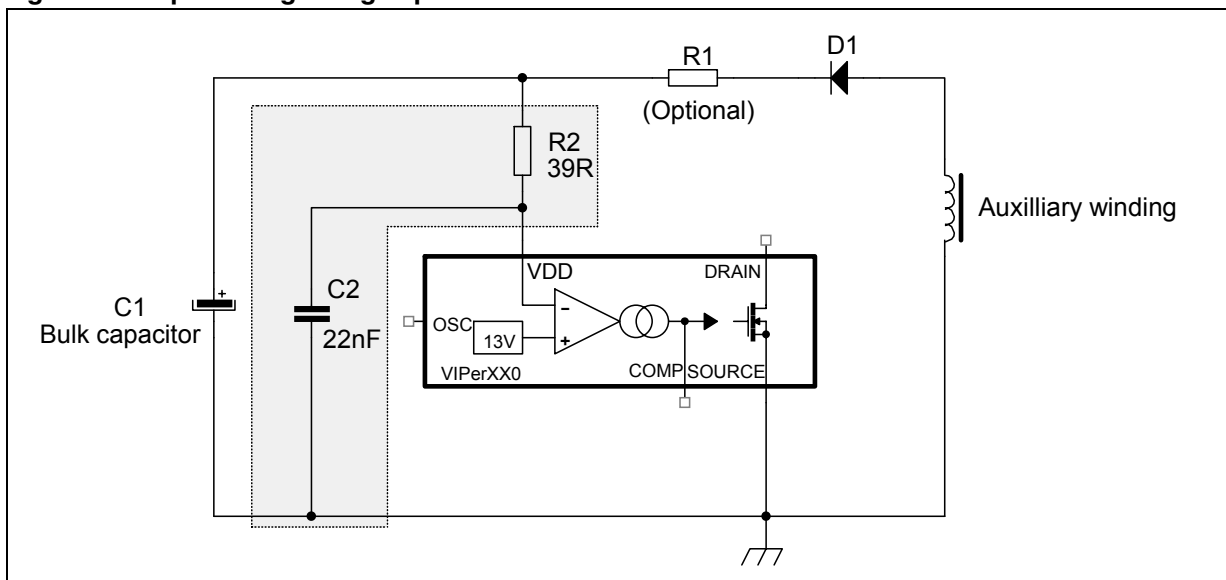 D1
R1
(Optional)
R2
39R
Auxilliary winding
VDD
DRAIN
C2
22nF
C1
Bulk capacitor
+
OSC
13V
−
+
COMP
SOURCE
VIPerXX0